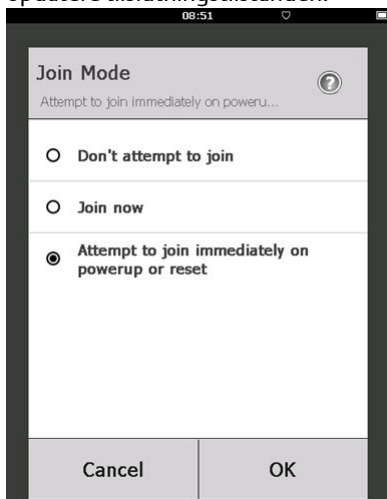 08:51
Join Mode
Attempt to join immediately on poweru...
Don't attempt to join
Join now
Attempt to join immediately on
powerup or reset
Cancel
OK